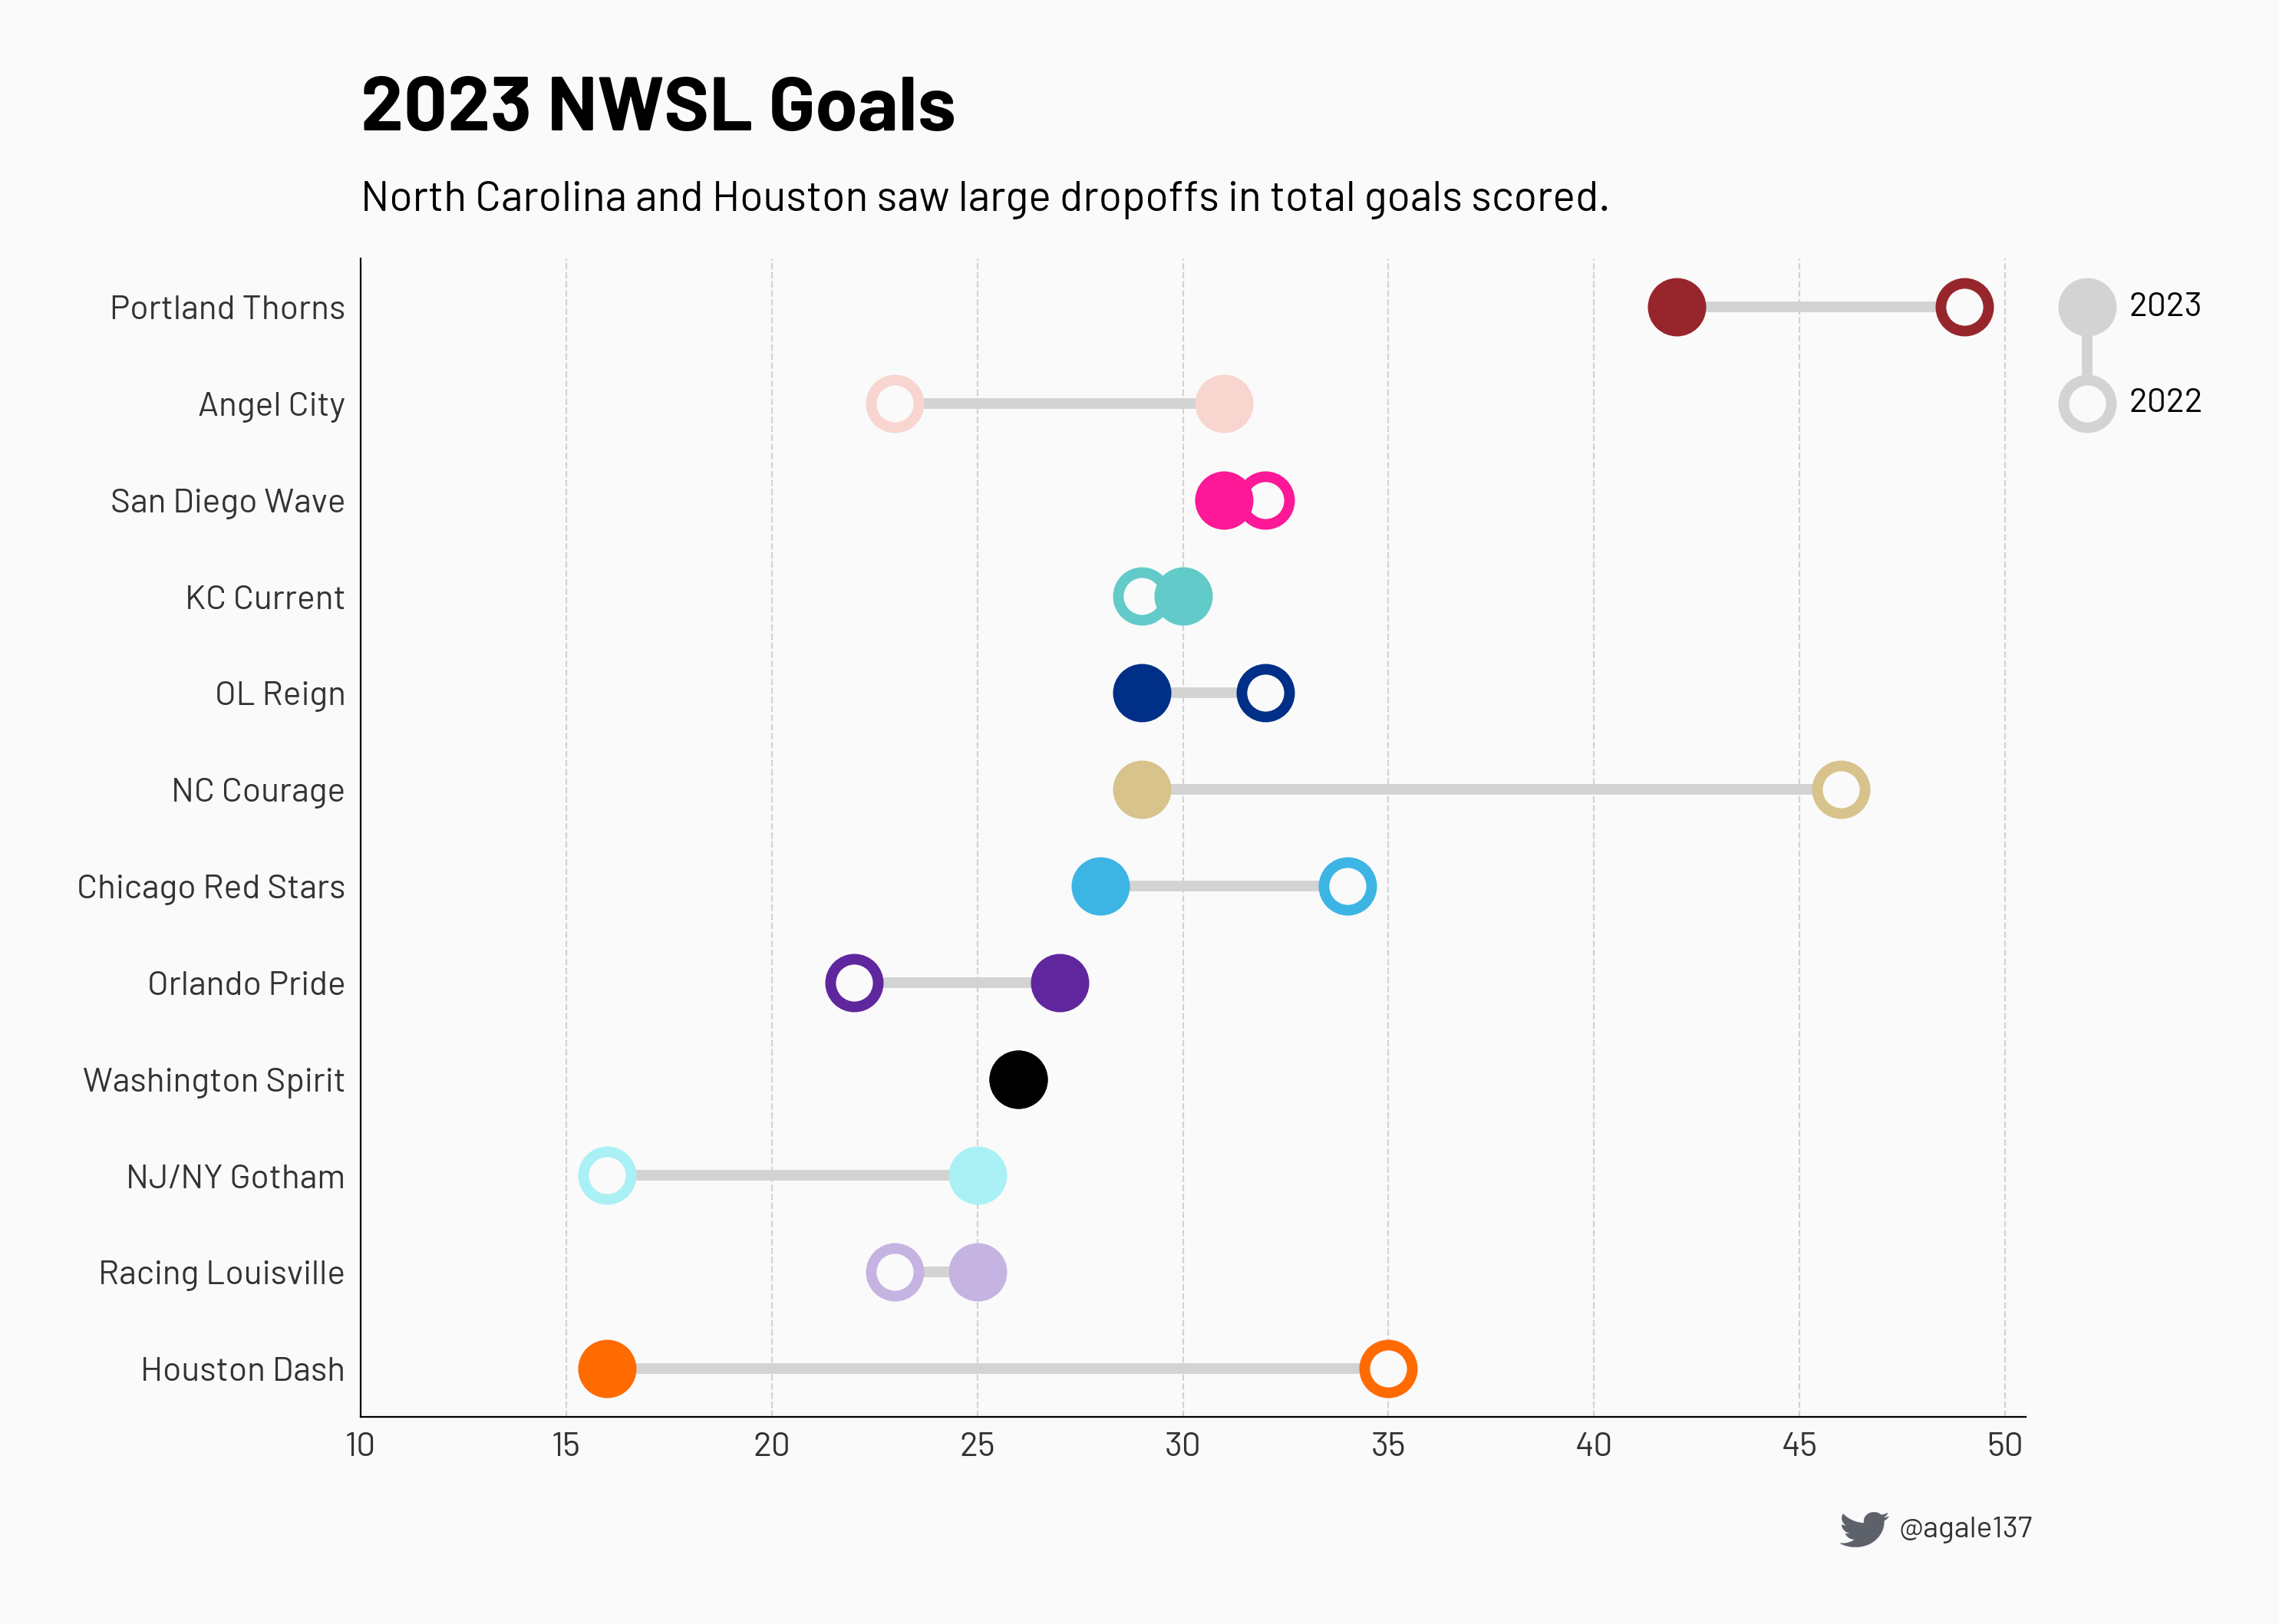 2023 NWSL Goals
North Carolina and Houston saw large dropoffs in total goals scored.
Portland Thorns
2023
Angel City
2022
San Diego Wave
KC Current
OL Reign
NC Courage
Chicago Red Stars
Orlando Pride
Washington Spirit
NJ/NY Gotham
Racing Louisville
Houston Dash
10 15 20 25 30 35 40 45 50
@agale137